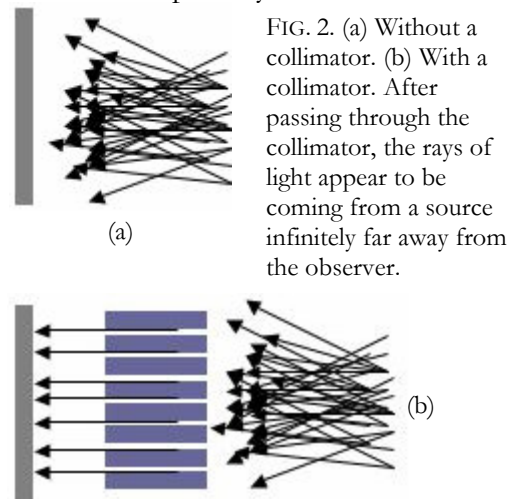 FIG. 2. (a) Without a
collimator. (b) With a
collimator. After
passing through the
collimator, the rays of
light appear to be
coming from a source
infinitely far away from
the observer.
(a)
(b)